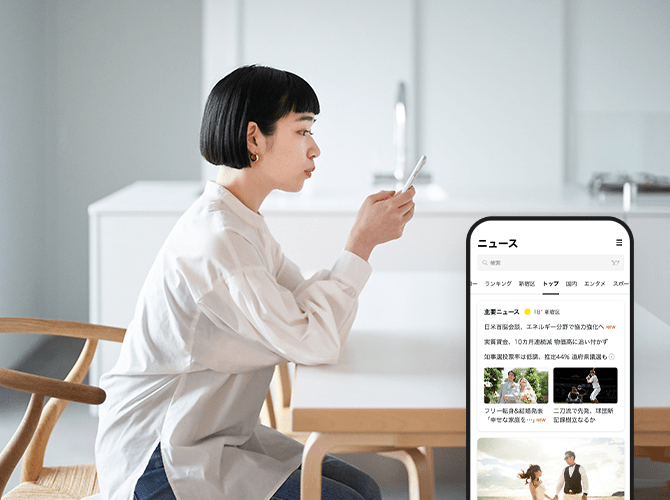 ニュース
検索
ランキング 新宿区 トップ 国内 エンタメ スポー
主要ニュース 18° 新宿区
日米首脳会談、エネルギー分野で協力強化へ NEW
実質賃金、10カ月連続減 物価高に追い付かず
知事選投票率は低調、推定44% 道府県議選も
フリー転身&結婚発表
「幸せな家庭を…」 NEW
二刀流で先発、球団新
記録樹立なるか